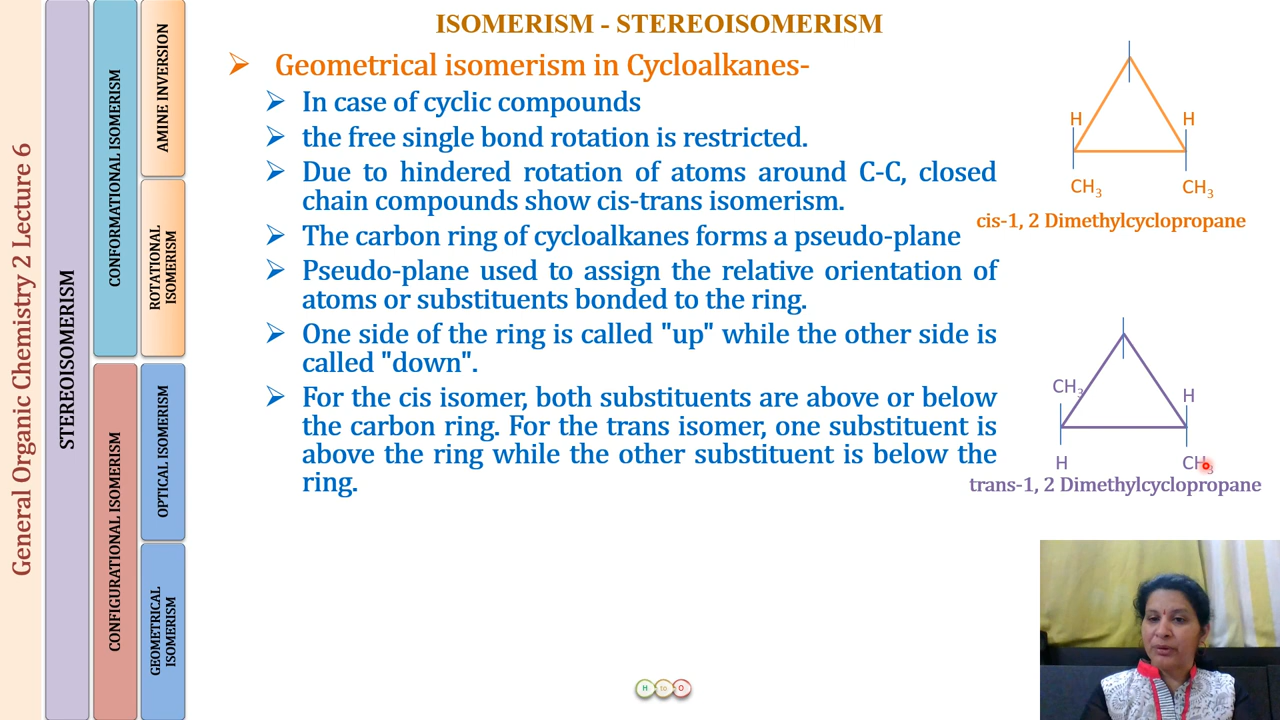 General Organic Chemistry 2 Lecture 6
STEREOISOMERISM
CONFORMATIONAL ISOMERISM
CONFIGURATIONAL ISOMERISM
AMINE INVERSION
ROTATIONAL
ISOMERISM
OPTICAL ISOMERISM
GEOMETRICAL
ISOMERISM
ISOMERISM - STEREOISOMERISM
Geometrical isomerism in Cycloalkanes-
In case of cyclic compounds
the free single bond rotation is restricted.
Due to hindered rotation of atoms around C-C, closed
chain compounds show cis-trans isomerism.
The carbon ring of cycloalkanes forms a pseudo-plane
Pseudo-plane used to assign the relative orientation of
atoms or substituents bonded to the ring.
One side of the ring is called "up" while the other side is
called "down".
For the cis isomer, both substituents are above or below
the carbon ring. For the trans isomer, one substituent is
above the ring while the other substituent is below the
ring.
H H
CH₃ CH₃
cis-1, 2 Dimethylcyclopropane
CH₃ H
H CH₃
trans-1, 2 Dimethylcyclopropane
H to O